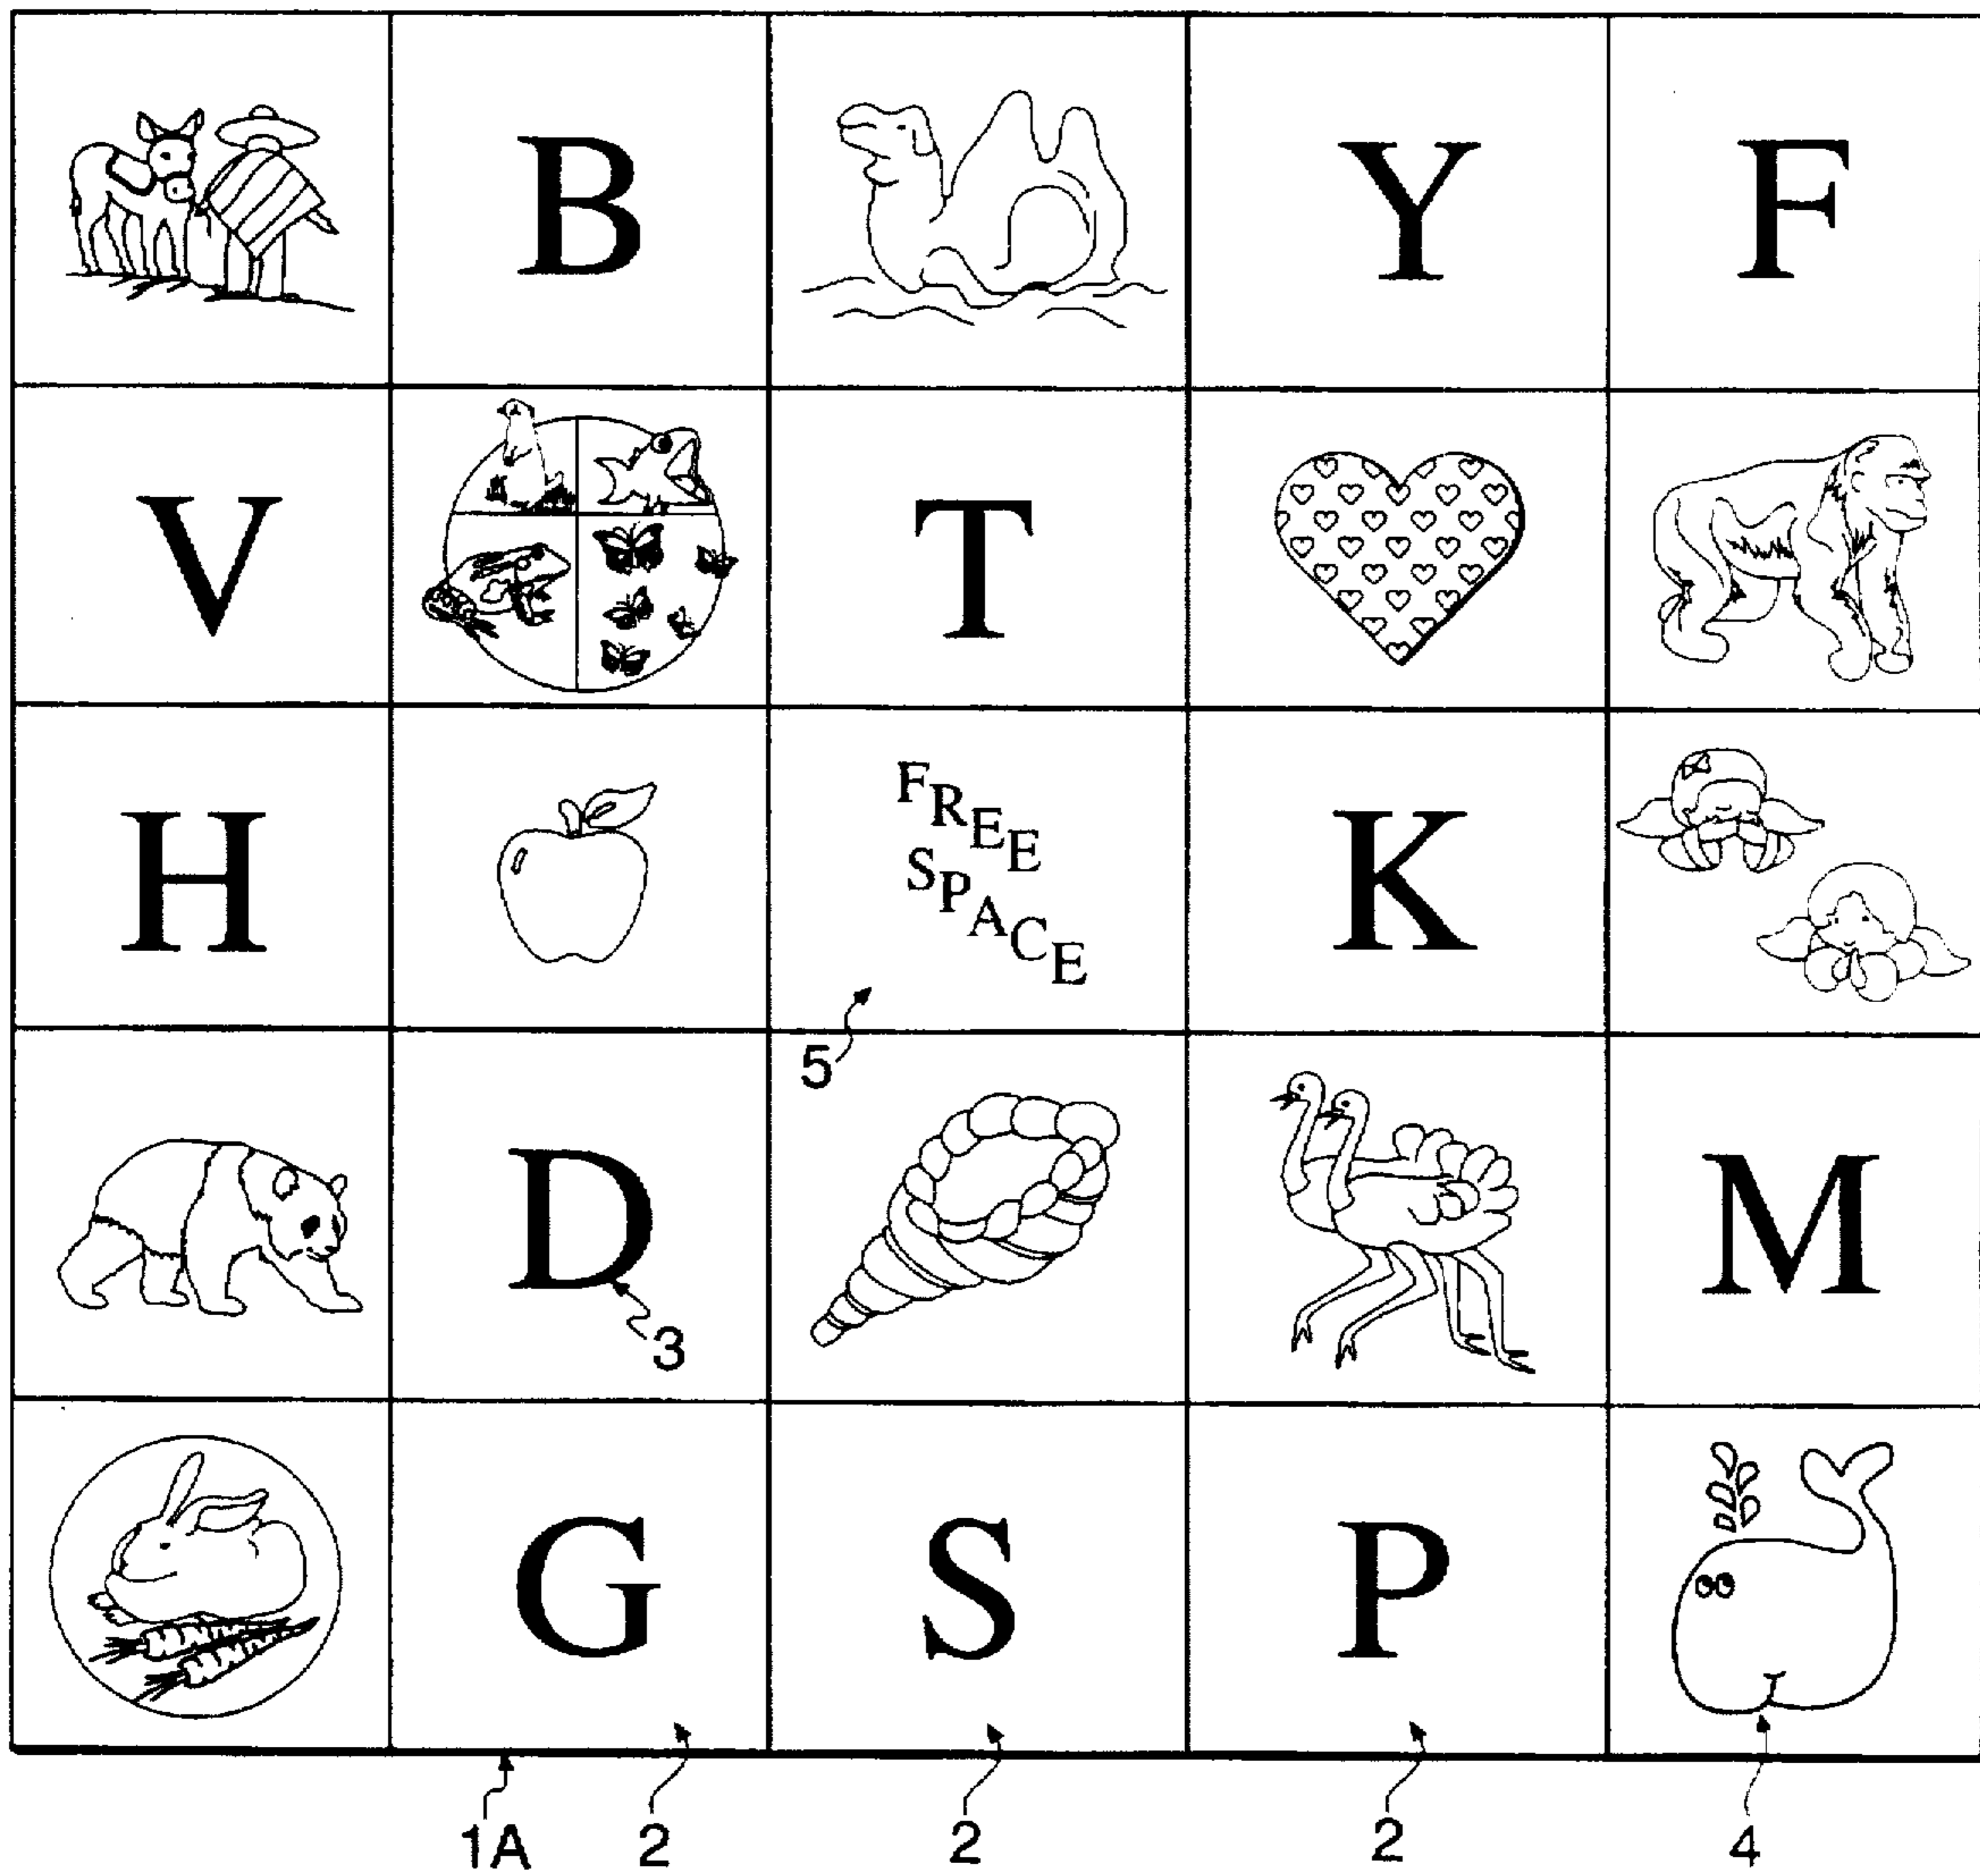 B Y F
V T
H FREE SPACE K
5
D M
3
G S P
1A 2 2 2 4